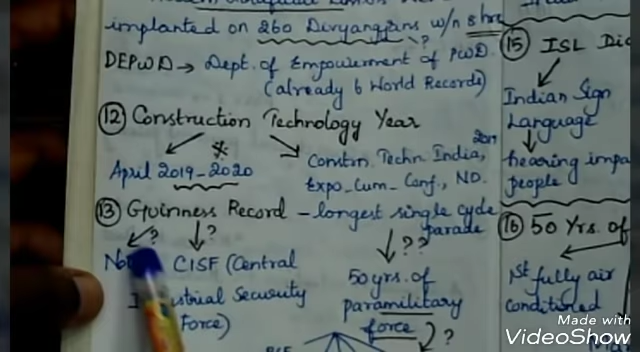 implanted on 260 Divyangjans w/n 8 hrs
?
DEPWD → Dept. of Empowerment of PWD
(already 6 World Records)
⑫ Construction Technology Year
April 2019-2020
Constrn. Techn. India, 2019
Expo-Cum-Conf., ND.
⑬ Guinness Record - longest single cycle
parade
? ? ??
CISF (Central
Industrial Security
Force)
50 yrs. of
paramilitary
force ?
⑮ ISL Dic
Indian Sign
Language
hearing impa
people
⑯ 50 Yrs. of
1st fully air
conditioned
Made with
VideoShow